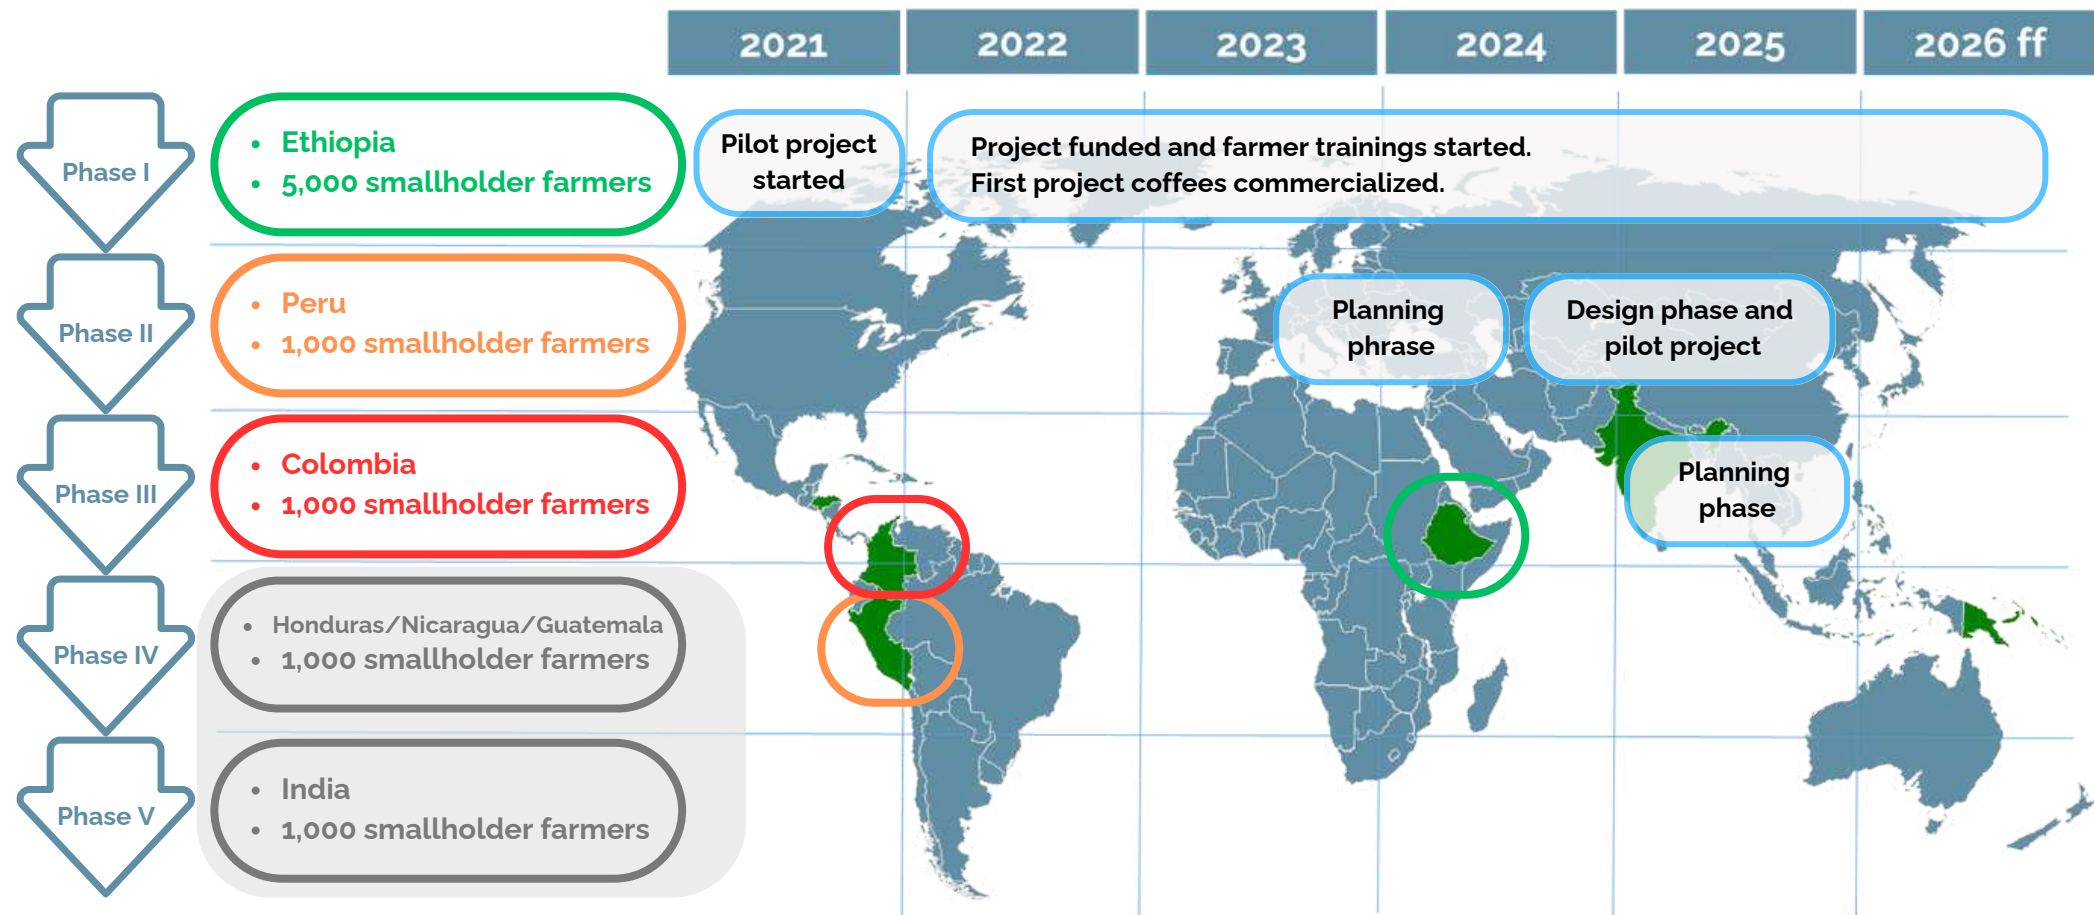 2021
2022
2023
2024
2025
2026 ff
Phase I
• Ethiopia
• 5,000 smallholder farmers
Pilot project
started
Project funded and farmer trainings started.
First project coffees commercialized.
Phase II
• Peru
• 1,000 smallholder farmers
Planning
phrase
Design phase and
pilot project
Phase III
• Colombia
• 1,000 smallholder farmers
Planning
phase
Phase IV
• Honduras/Nicaragua/Guatemala
• 1,000 smallholder farmers
Phase V
• India
• 1,000 smallholder farmers